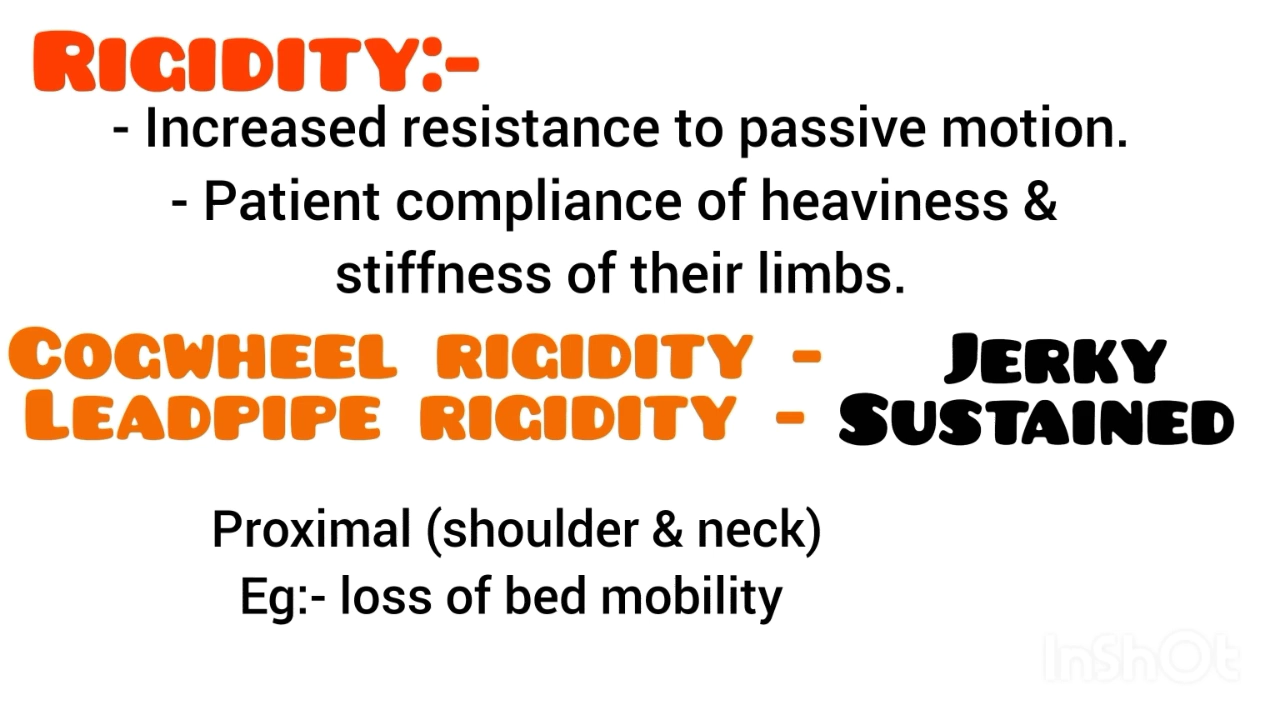 RIGIDITY:-
- Increased resistance to passive motion.
- Patient compliance of heaviness &
stiffness of their limbs.
COGWHEEL RIGIDITY - JERKY
LEADPIPE RIGIDITY - SUSTAINED
Proximal (shoulder & neck)
Eg:- loss of bed mobility
InShOt